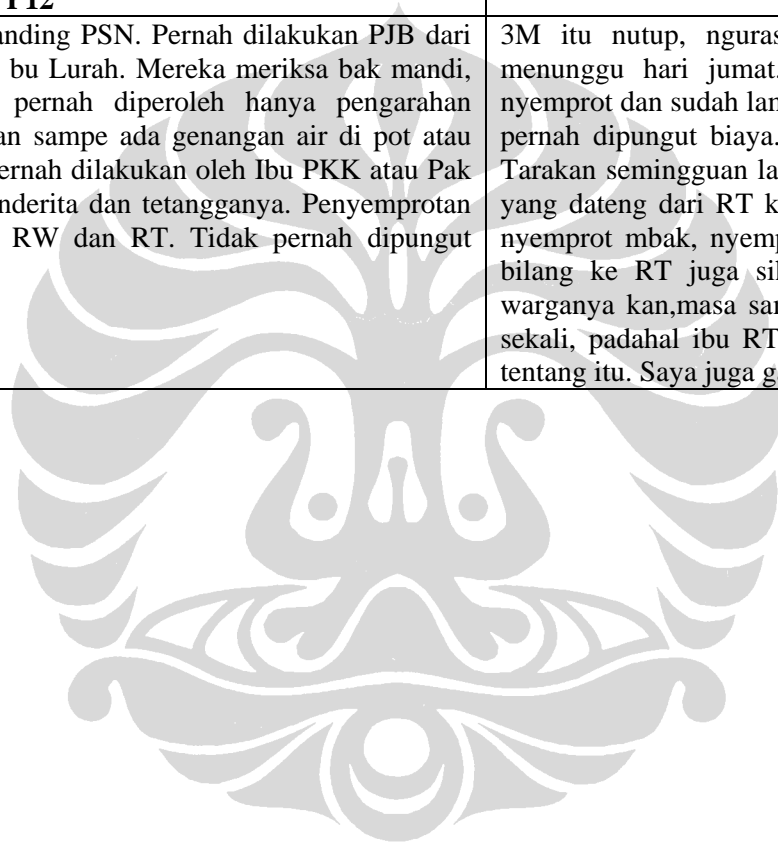 anding PSN. Pernah dilakukan PJB dari
bu Lurah. Mereka meriksa bak mandi,
pernah diperoleh hanya pengarahan
an sampe ada genangan air di pot atau
ernah dilakukan oleh Ibu PKK atau Pak
nderita dan tetangganya. Penyemprotan
RW dan RT. Tidak pernah dipungut
3M itu nutup, nguras
menunggu hari jumat.
nyemprot dan sudah lan
pernah dipungut biaya.
Tarakan semingguan la
yang dateng dari RT k
nyemprot mbak, nyemp
bilang ke RT juga sil
warganya kan,masa sar
sekali, padahal ibu RT
tentang itu. Saya juga g